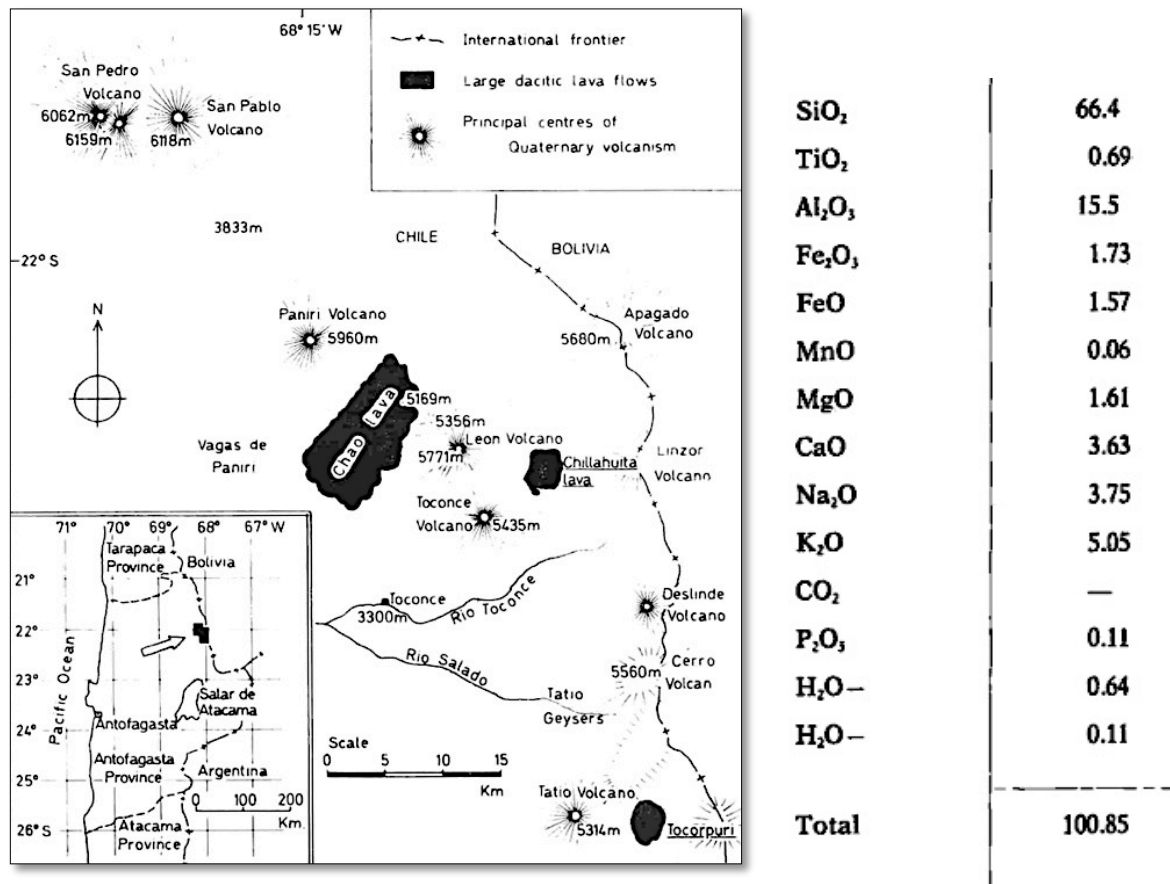 68° 15' W
International frontier
Large dacitic lava flows
Principal centres of
Quaternary volcanism
San Pedro
Volcano
6062m
6159m
San Pablo
Volcano
6118m
3833m
CHILE
BOLIVIA
22° S
N
Paniri Volcano
5960m
Apagado
Volcano
5680m
Chao lava
5169m
5356m
Leon Volcano
5771m
Vagas de
Paniri
Chillahuita
lava
Linzor
Volcano
Toconce
Volcano
5435m
Toconce
3300m
Rio Toconce
Rio Salado
Deslinde
Volcano
5560m
Cerro
Volcan
Tatio
Geysers
Scale
0 5 10 15
Km
Tatio Volcano
5314m
Tocorpuri
71° 70° 69° 68° 67° W
Tarapaca
Province
Bolivia
21°
22°
23°
24°
25°
26° S
Pacific Ocean
Salar de
Atacama
Antofagasta
Antofagasta
Province
Argentina
0 100 200
Km.
Atacama
Province
SiO₂ 66.4
TiO₂ 0.69
Al₂O₃ 15.5
Fe₂O₃ 1.73
FeO 1.57
MnO 0.06
MgO 1.61
CaO 3.63
Na₂O 3.75
K₂O 5.05
CO₂ —
P₂O₅ 0.11
H₂O− 0.64
H₂O− 0.11
Total 100.85